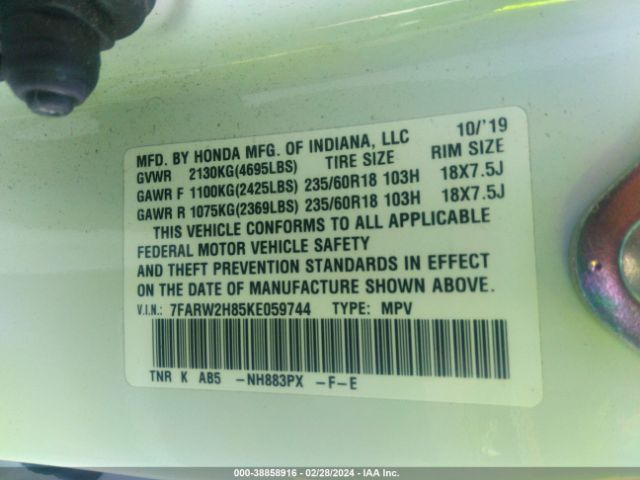 MFD. BY HONDA MFG. OF INDIANA, LLC 10/'19
GVWR 2130KG(4695LBS) TIRE SIZE RIM SIZE
GAWR F 1100KG(2425LBS) 235/60R18 103H 18X7.5J
GAWR R 1075KG(2369LBS) 235/60R18 103H 18X7.5J
THIS VEHICLE CONFORMS TO ALL APPLICABLE
FEDERAL MOTOR VEHICLE SAFETY
AND THEFT PREVENTION STANDARDS IN EFFECT
ON THE DATE OF MANUFACTURE SHOWN ABOVE.
V.I.N.: 7FARW2H85KE059744 TYPE: MPV
TNR K AB5 -NH883PX -F-E
000-38858916 - 02/28/2024 - IAAI.COM